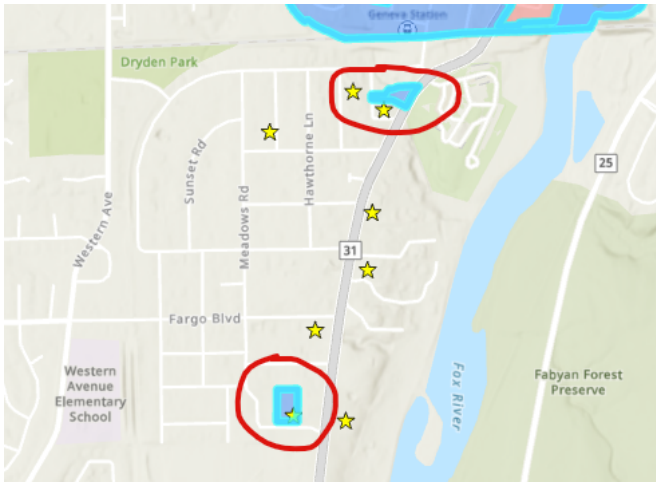 Geneva Station
Dryden Park
Sunset Rd
Hawthorne Ln
Meadows Rd
Western Ave
25
31
Fargo Blvd
Western
Avenue
Elementary
School
Fox River
Fabyan Forest
Preserve